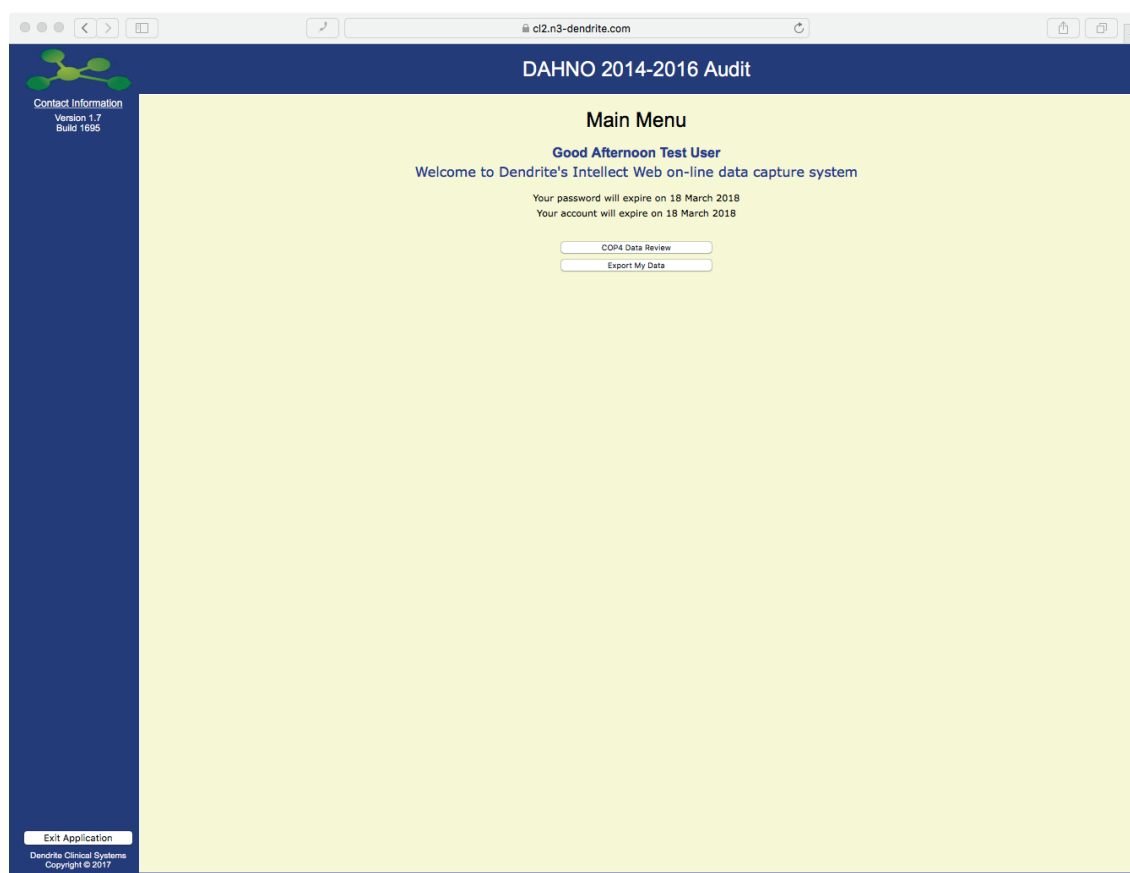 cl2.n3-dendrite.com
DAHNO 2014-2016 Audit
Contact Information
Version 1.7
Build 1695
Main Menu
Good Afternoon Test User
Welcome to Dendrite's Intellect Web on-line data capture system
Your password will expire on 18 March 2018
Your account will expire on 18 March 2018
COP4 Data Review
Export My Data
Exit Application
Dendrite Clinical Systems
Copyright © 2017